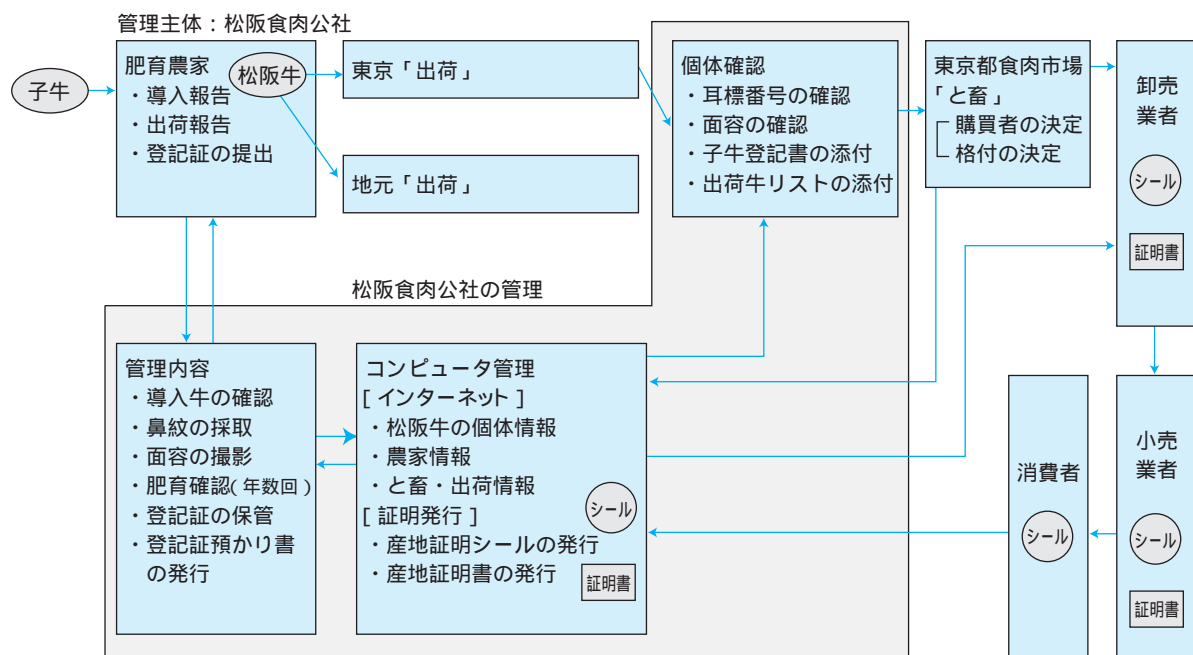 管理主体：松阪食肉公社
子牛
肥育農家
・導入報告
・出荷報告
・登記証の提出
松阪牛
東京「出荷」
地元「出荷」
個体確認
・耳標番号の確認
・面容の確認
・子牛登記書の添付
・出荷牛リストの添付
東京都食肉市場
「と畜」
購買者の決定
格付の決定
卸売
業者
シール
証明書
松阪食肉公社の管理
管理内容
・導入牛の確認
・鼻紋の採取
・面容の撮影
・肥育確認（年数回）
・登記証の保管
・登記証預かり書
の発行
コンピュータ管理
［インターネット］
・松阪牛の個体情報
・農家情報
・と畜・出荷情報
［証明発行］
・産地証明シールの発行
・産地証明書の発行
シール
証明書
消費者
シール
小売
業者
シール
証明書